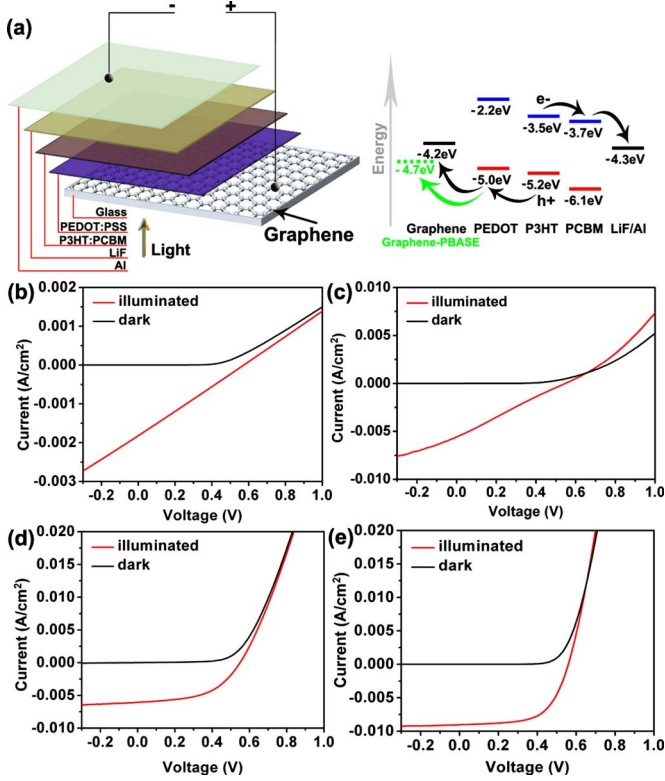 (a)
- +
Glass
PEDOT:PSS
P3HT:PCBM
LiF
Al
Light
Graphene
Energy
-2.2eV
e-
-3.5eV
-3.7eV
-4.2eV
-4.3eV
-4.7eV
-5.0eV
-5.2eV
h+
-6.1eV
Graphene PEDOT P3HT PCBM LiF/Al
Graphene-PBASE
(b)
illuminated
dark
Current (A/cm²)
0.002
0.001
0.000
-0.001
-0.002
-0.003
-0.2 0.0 0.2 0.4 0.6 0.8 1.0
Voltage (V)
(c)
illuminated
dark
Current (A/cm²)
0.010
0.005
0.000
-0.005
-0.010
-0.2 0.0 0.2 0.4 0.6 0.8 1.0
Voltage (V)
(d)
illuminated
dark
Current (A/cm²)
0.020
0.015
0.010
0.005
0.000
-0.005
-0.010
-0.2 0.0 0.2 0.4 0.6 0.8 1.0
Voltage (V)
(e)
illuminated
dark
Current (A/cm²)
0.020
0.015
0.010
0.005
0.000
-0.005
-0.010
-0.2 0.0 0.2 0.4 0.6 0.8 1.0
Voltage (V)